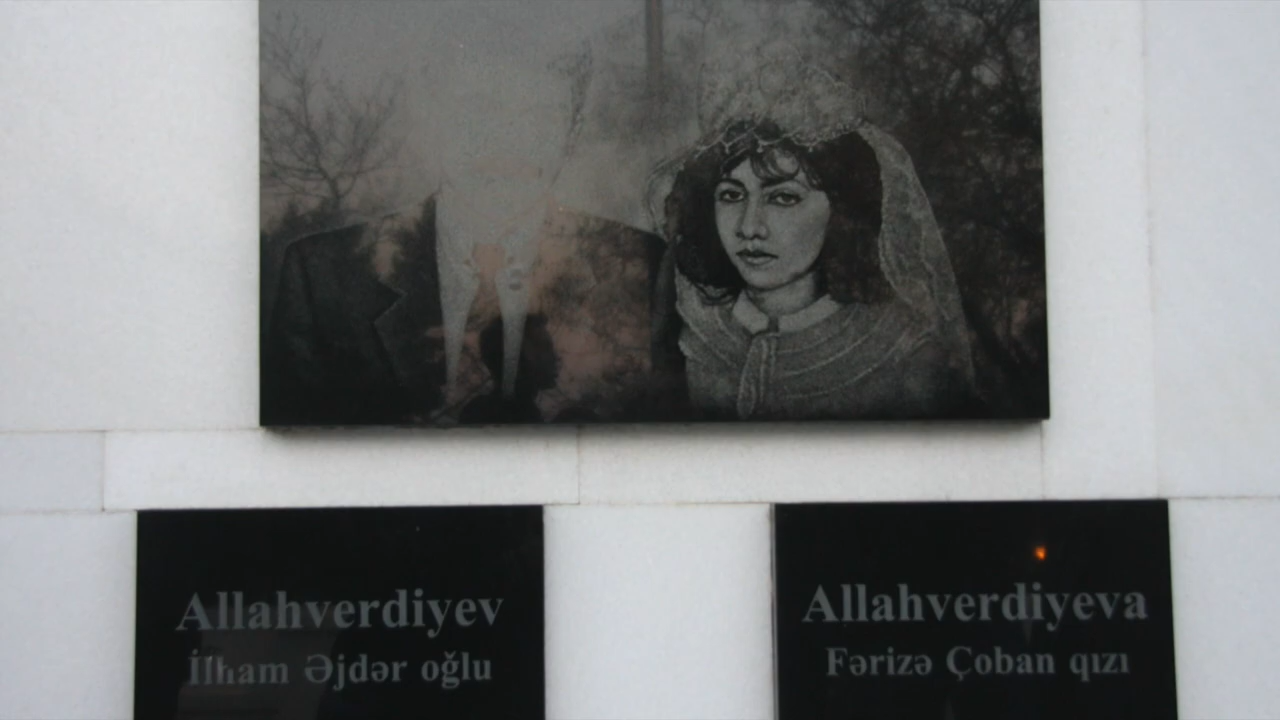 Allahverdiyev
İlham Əjdər oğlu
Allahverdiyeva
Fərizə Çoban qızı